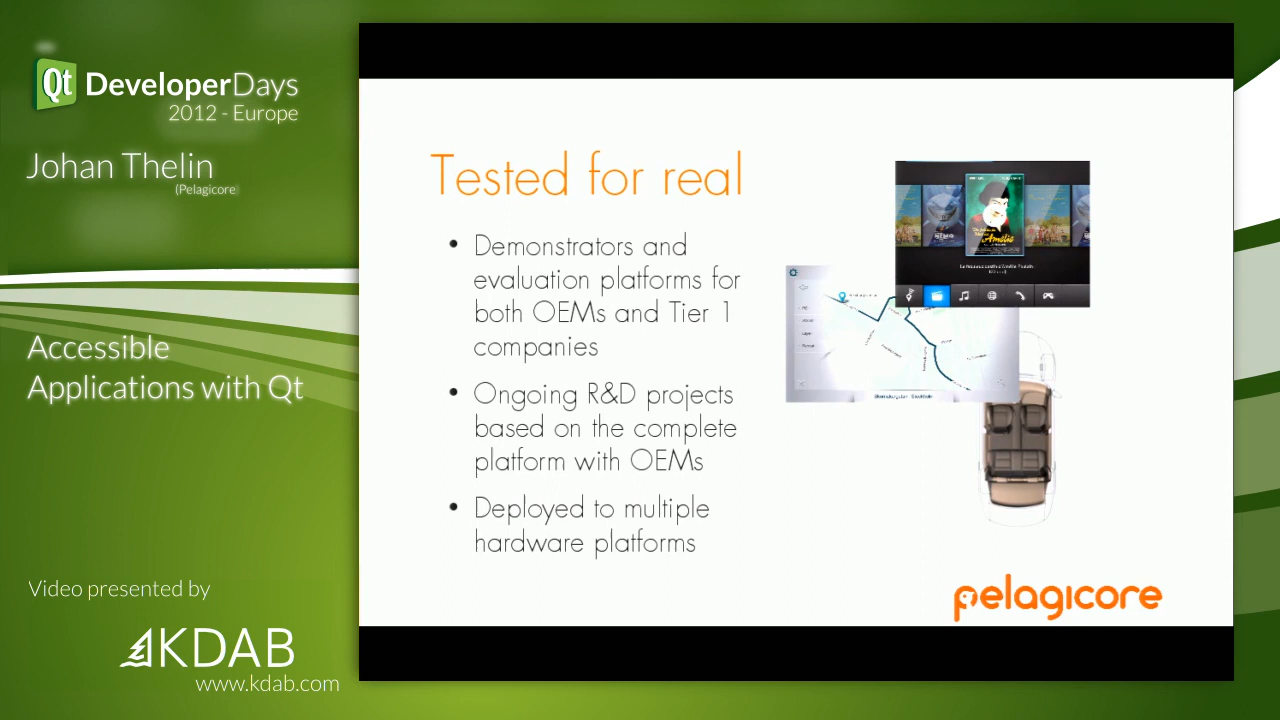 Qt DeveloperDays
2012 - Europe
Johan Thelin
(Pelagicore)
Accessible
Applications with Qt
Video presented by
KDAB
www.kdab.com
Tested for real
• Demonstrators and
evaluation platforms for
both OEMs and Tier 1
companies
• Ongoing R&D projects
based on the complete
platform with OEMs
• Deployed to multiple
hardware platforms
NEMO
Amélie
pelagicore